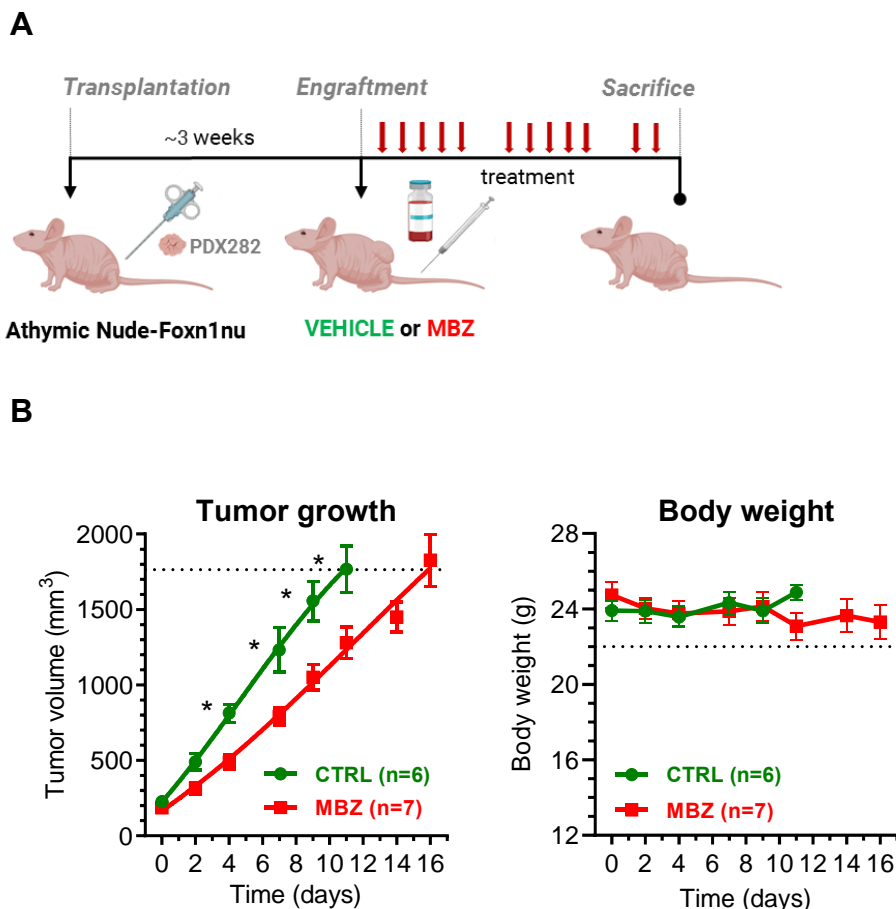 A
Transplantation Engraftment Sacrifice
~3 weeks
treatment
PDX282
Athymic Nude-Foxn1nu VEHICLE or MBZ
B
Tumor growth
2000
1500
1000
500
0
Tumor volume (mm³)
* * * * *
CTRL (n=6)
MBZ (n=7)
0 2 4 6 8 10 12 14 16
Time (days)
Body weight
28
24
22
16
12
Body weight (g)
CTRL (n=6)
MBZ (n=7)
0 2 4 6 8 10 12 14 16
Time (days)